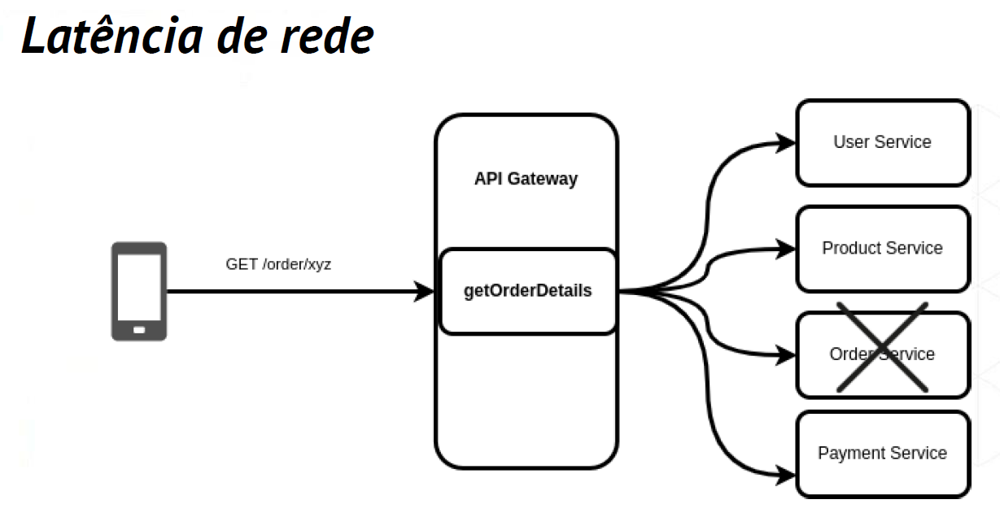 Latência de rede
API Gateway
GET /order/xyz
getOrderDetails
User Service
Product Service
Order Service
Payment Service